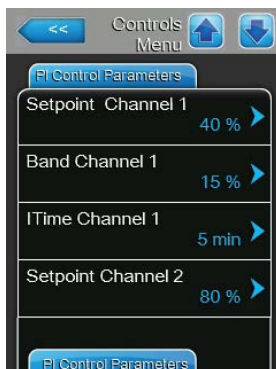 <<
Controls
Menu
PI Control Parameters
Setpoint Channel 1
40 %
Band Channel 1
15 %
ITime Channel 1
5 min
Setpoint Channel 2
80 %
PI Control Parameters